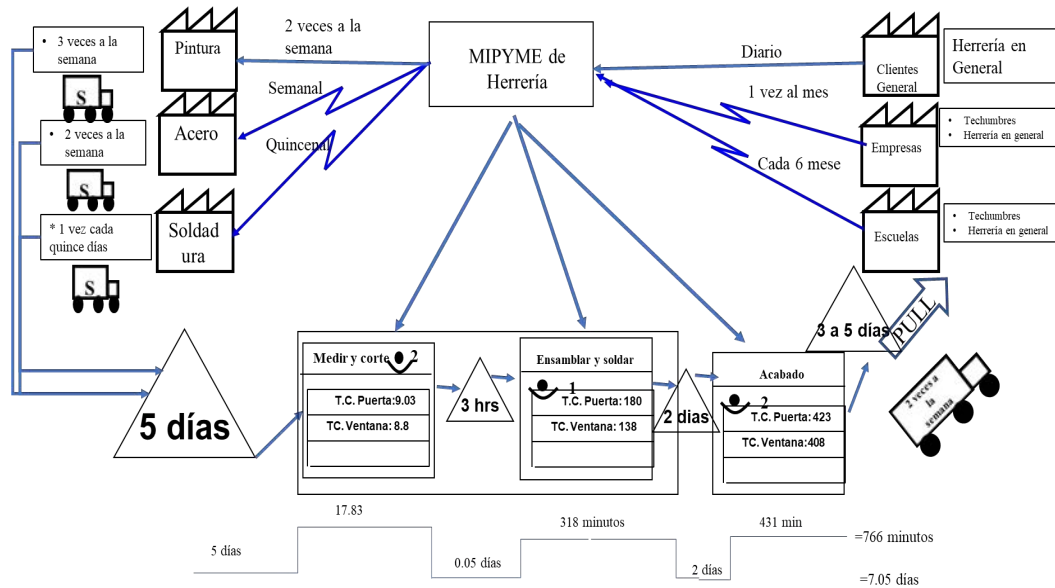 • 3 veces a la
semana
S
• 2 veces a la
semana
S
* 1 vez cada
quince días
S
Pintura
Acero
Soldad
ura
2 veces a la
semana
Semanal
Quincenal
MIPYME de
Herrería
Diario
1 vez al mes
Cada 6 mese
Clientes
General
Empresas
Escuelas
Herrería en
General
• Techumbres
• Herrería en general
• Techumbres
• Herrería en general
5 días
Medir y corte
2
T.C. Puerta:9.03
TC. Ventana: 8.8
3 hrs
Ensamblar y soldar
1
T.C. Puerta: 180
TC. Ventana: 138
2 dias
Acabado
2
T.C. Puerta: 423
TC. Ventana: 408
3 a 5 días
PULL
2 veces a
la
semana
5 días
17.83
0.05 días
318 minutos
2 días
431 min
=766 minutos
=7.05 días